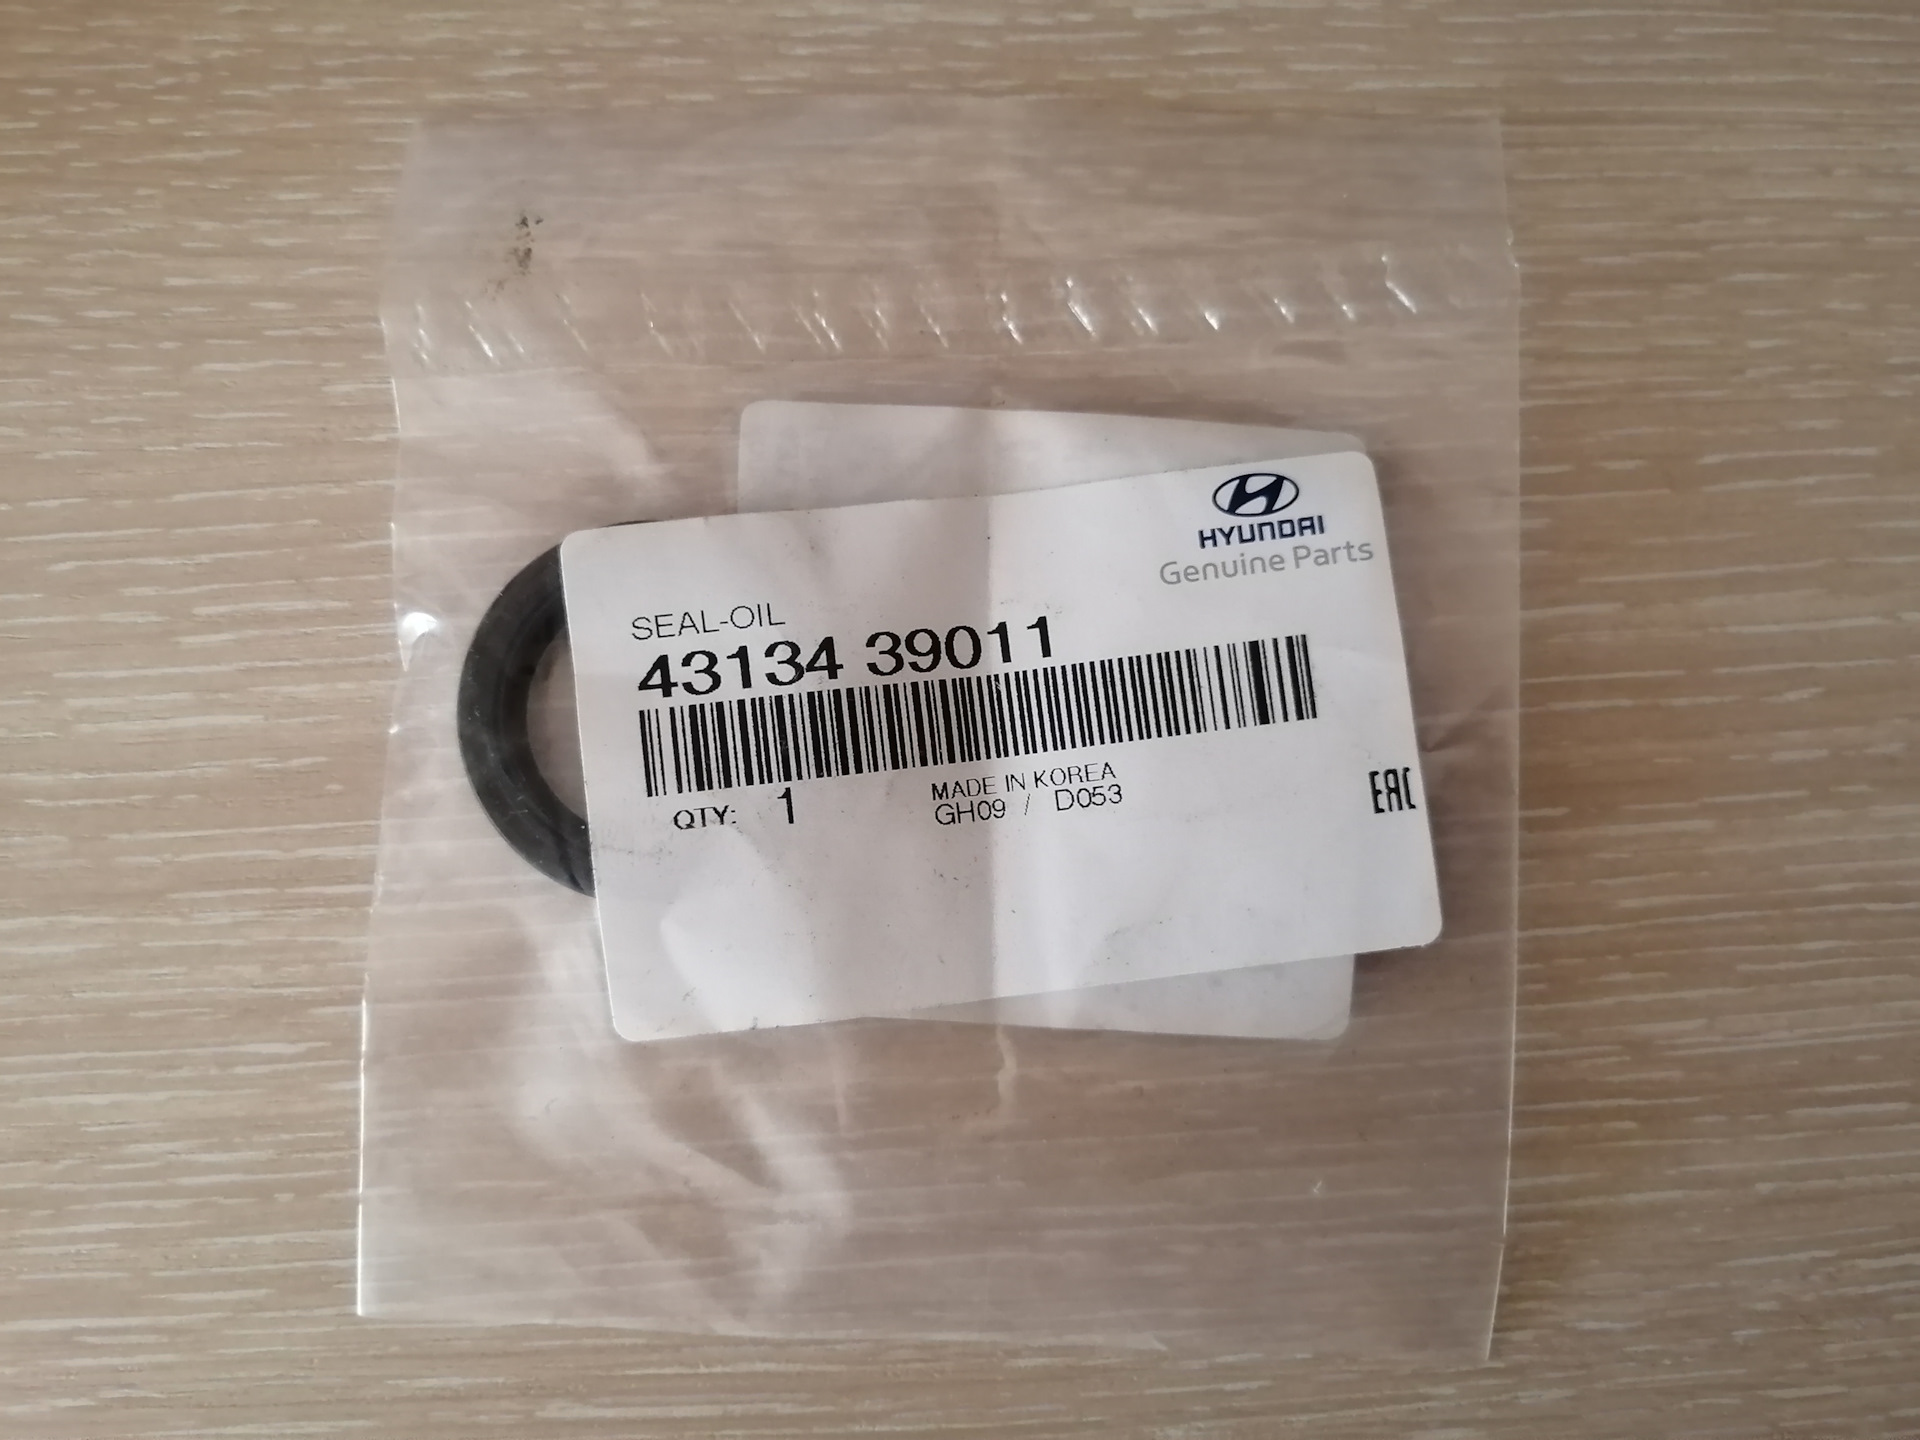 HYUNDAI
Genuine Parts
SEAL-OIL
43134 39011
QTY: 1
MADE IN KOREA
GH09 / D053
EAC